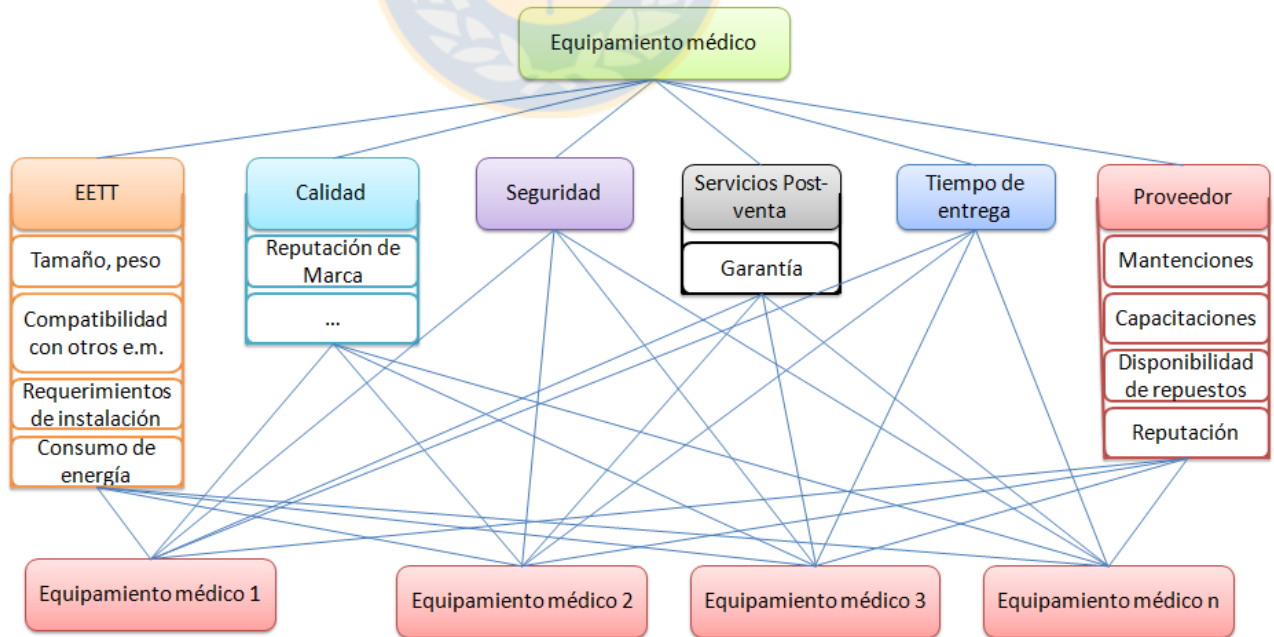 Equipamiento médico
EETT
Calidad
Seguridad
Servicios Post-
venta
Tiempo de
entrega
Proveedor
Tamaño, peso
Compatibilidad
con otros e.m.
Requerimientos
de instalación
Consumo de
energía
Reputación de
Marca
...
Garantía
Mantenciones
Capacitaciones
Disponibilidad
de repuestos
Reputación
Equipamiento médico 1
Equipamiento médico 2
Equipamiento médico 3
Equipamiento médico n